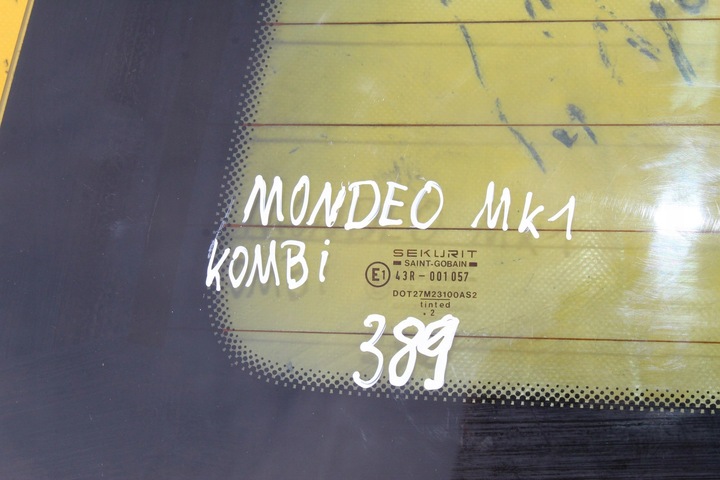 MONDEO MK1
KOMBi
SEKURIT
SAINT-GOBAIN
E1 43R - 001057
DOT27M23100AS2
tinted
. 2
389